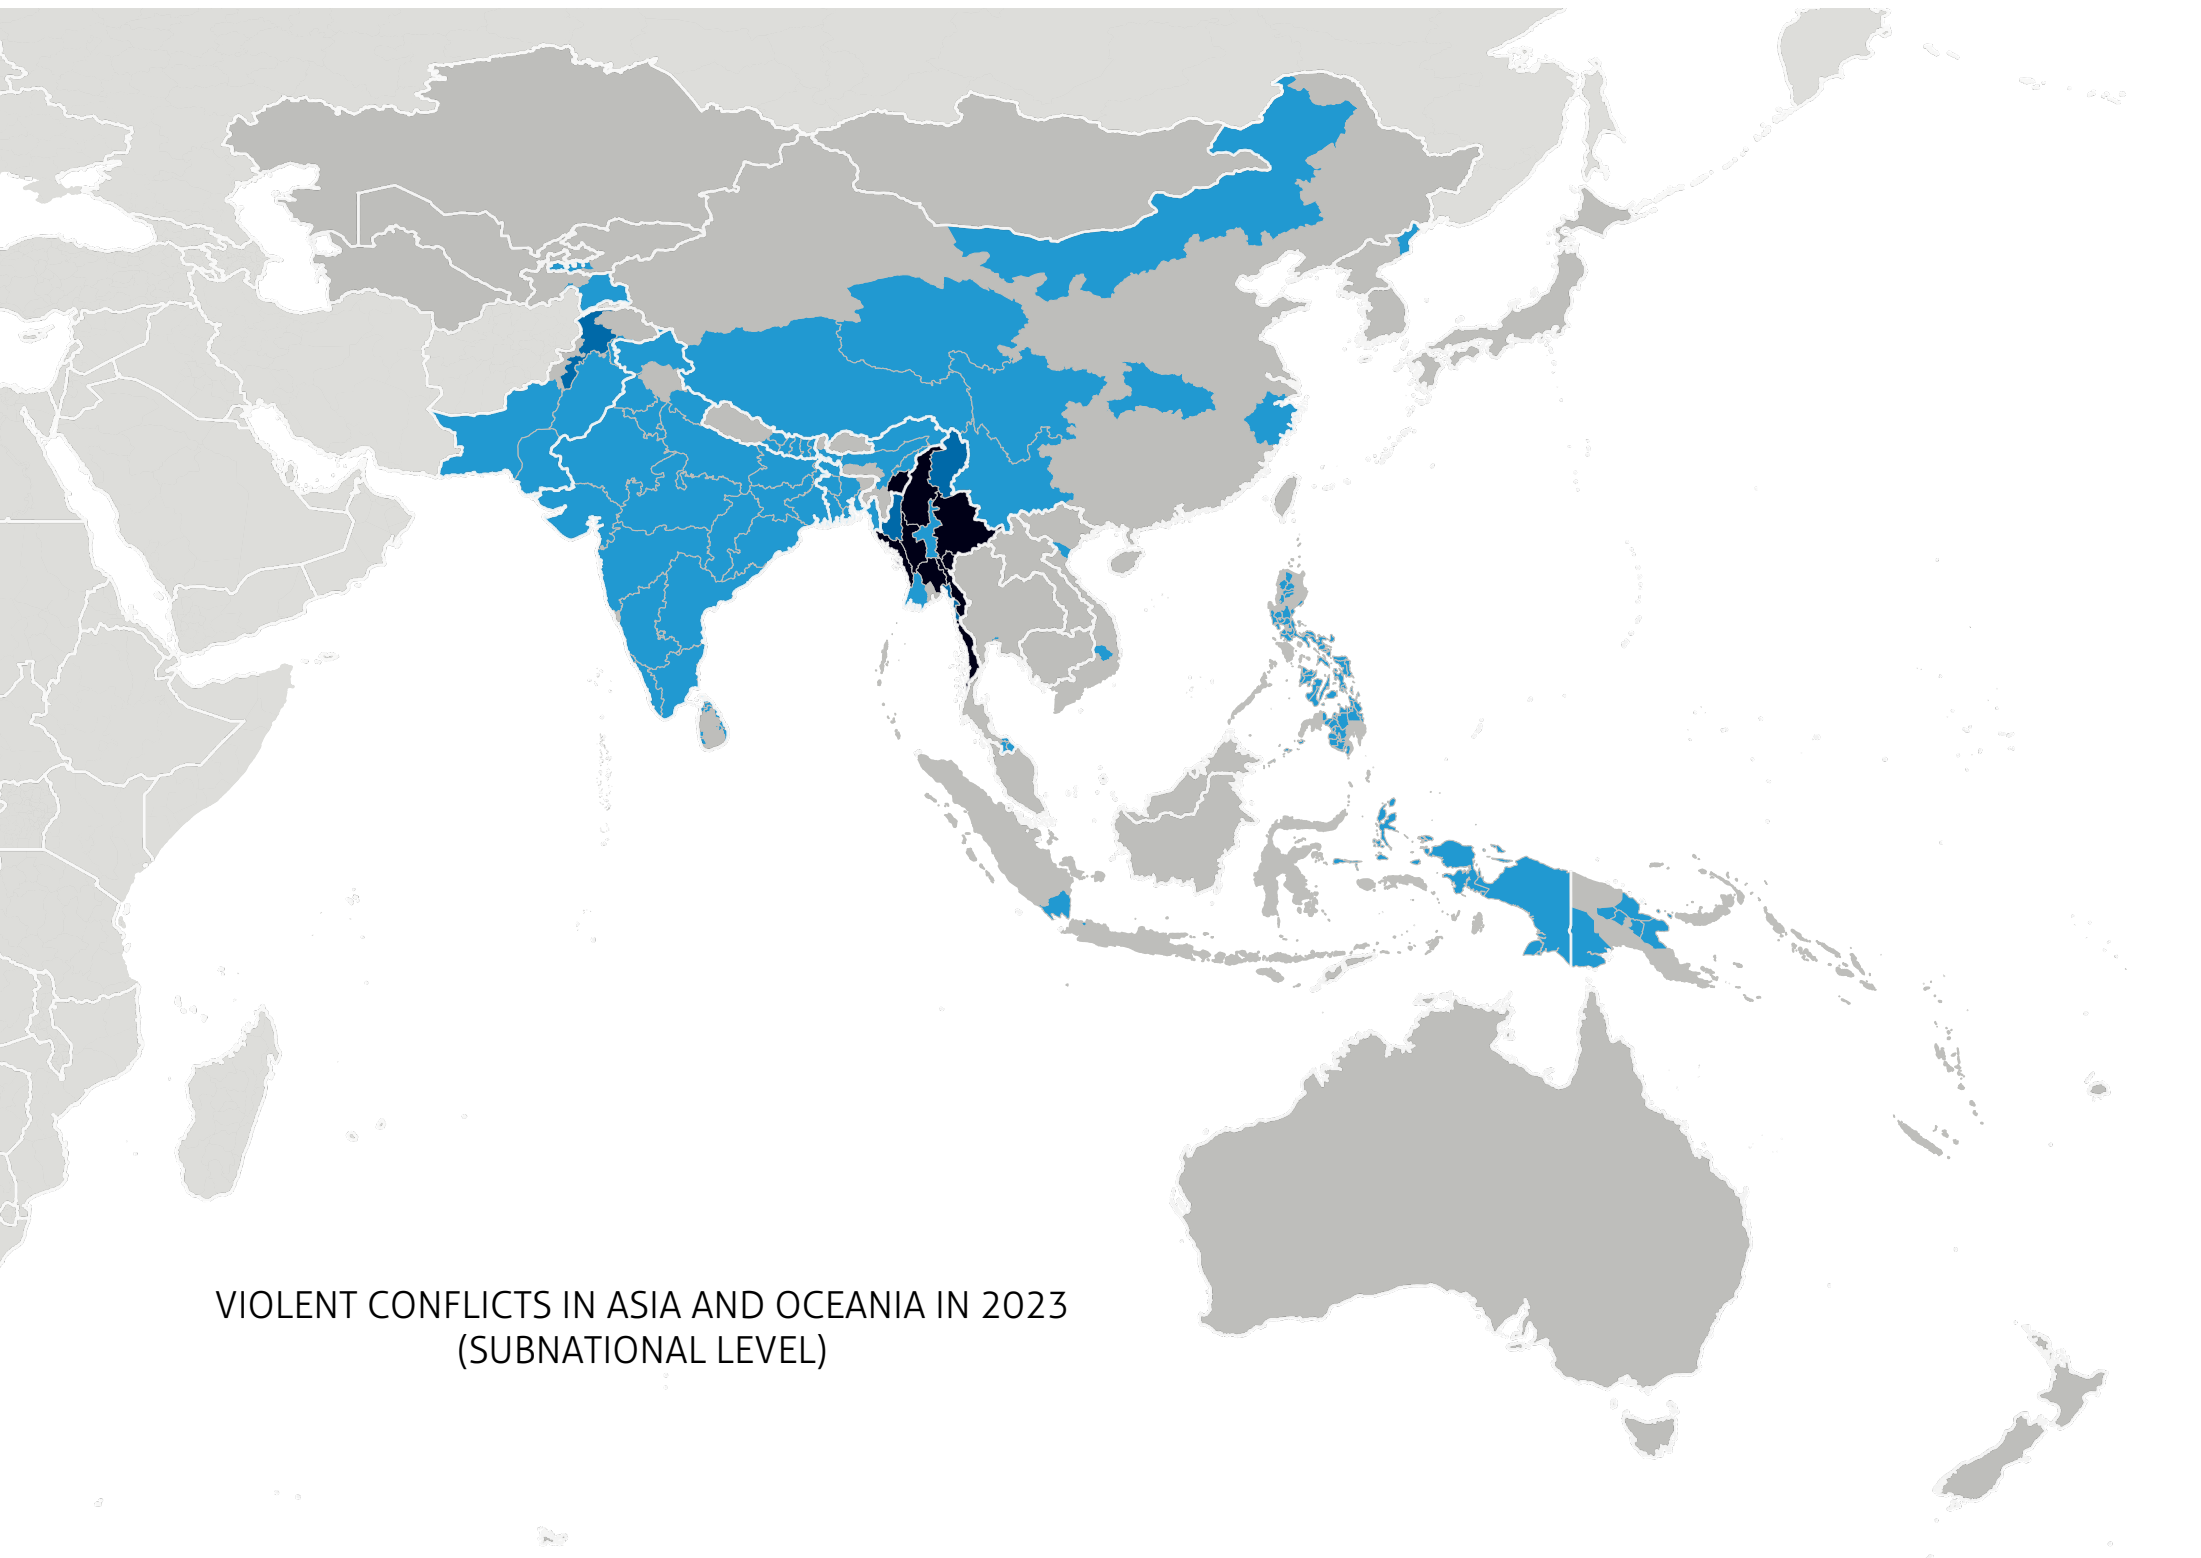 VIOLENT CONFLICTS IN ASIA AND OCEANIA IN 2023
(SUBNATIONAL LEVEL)